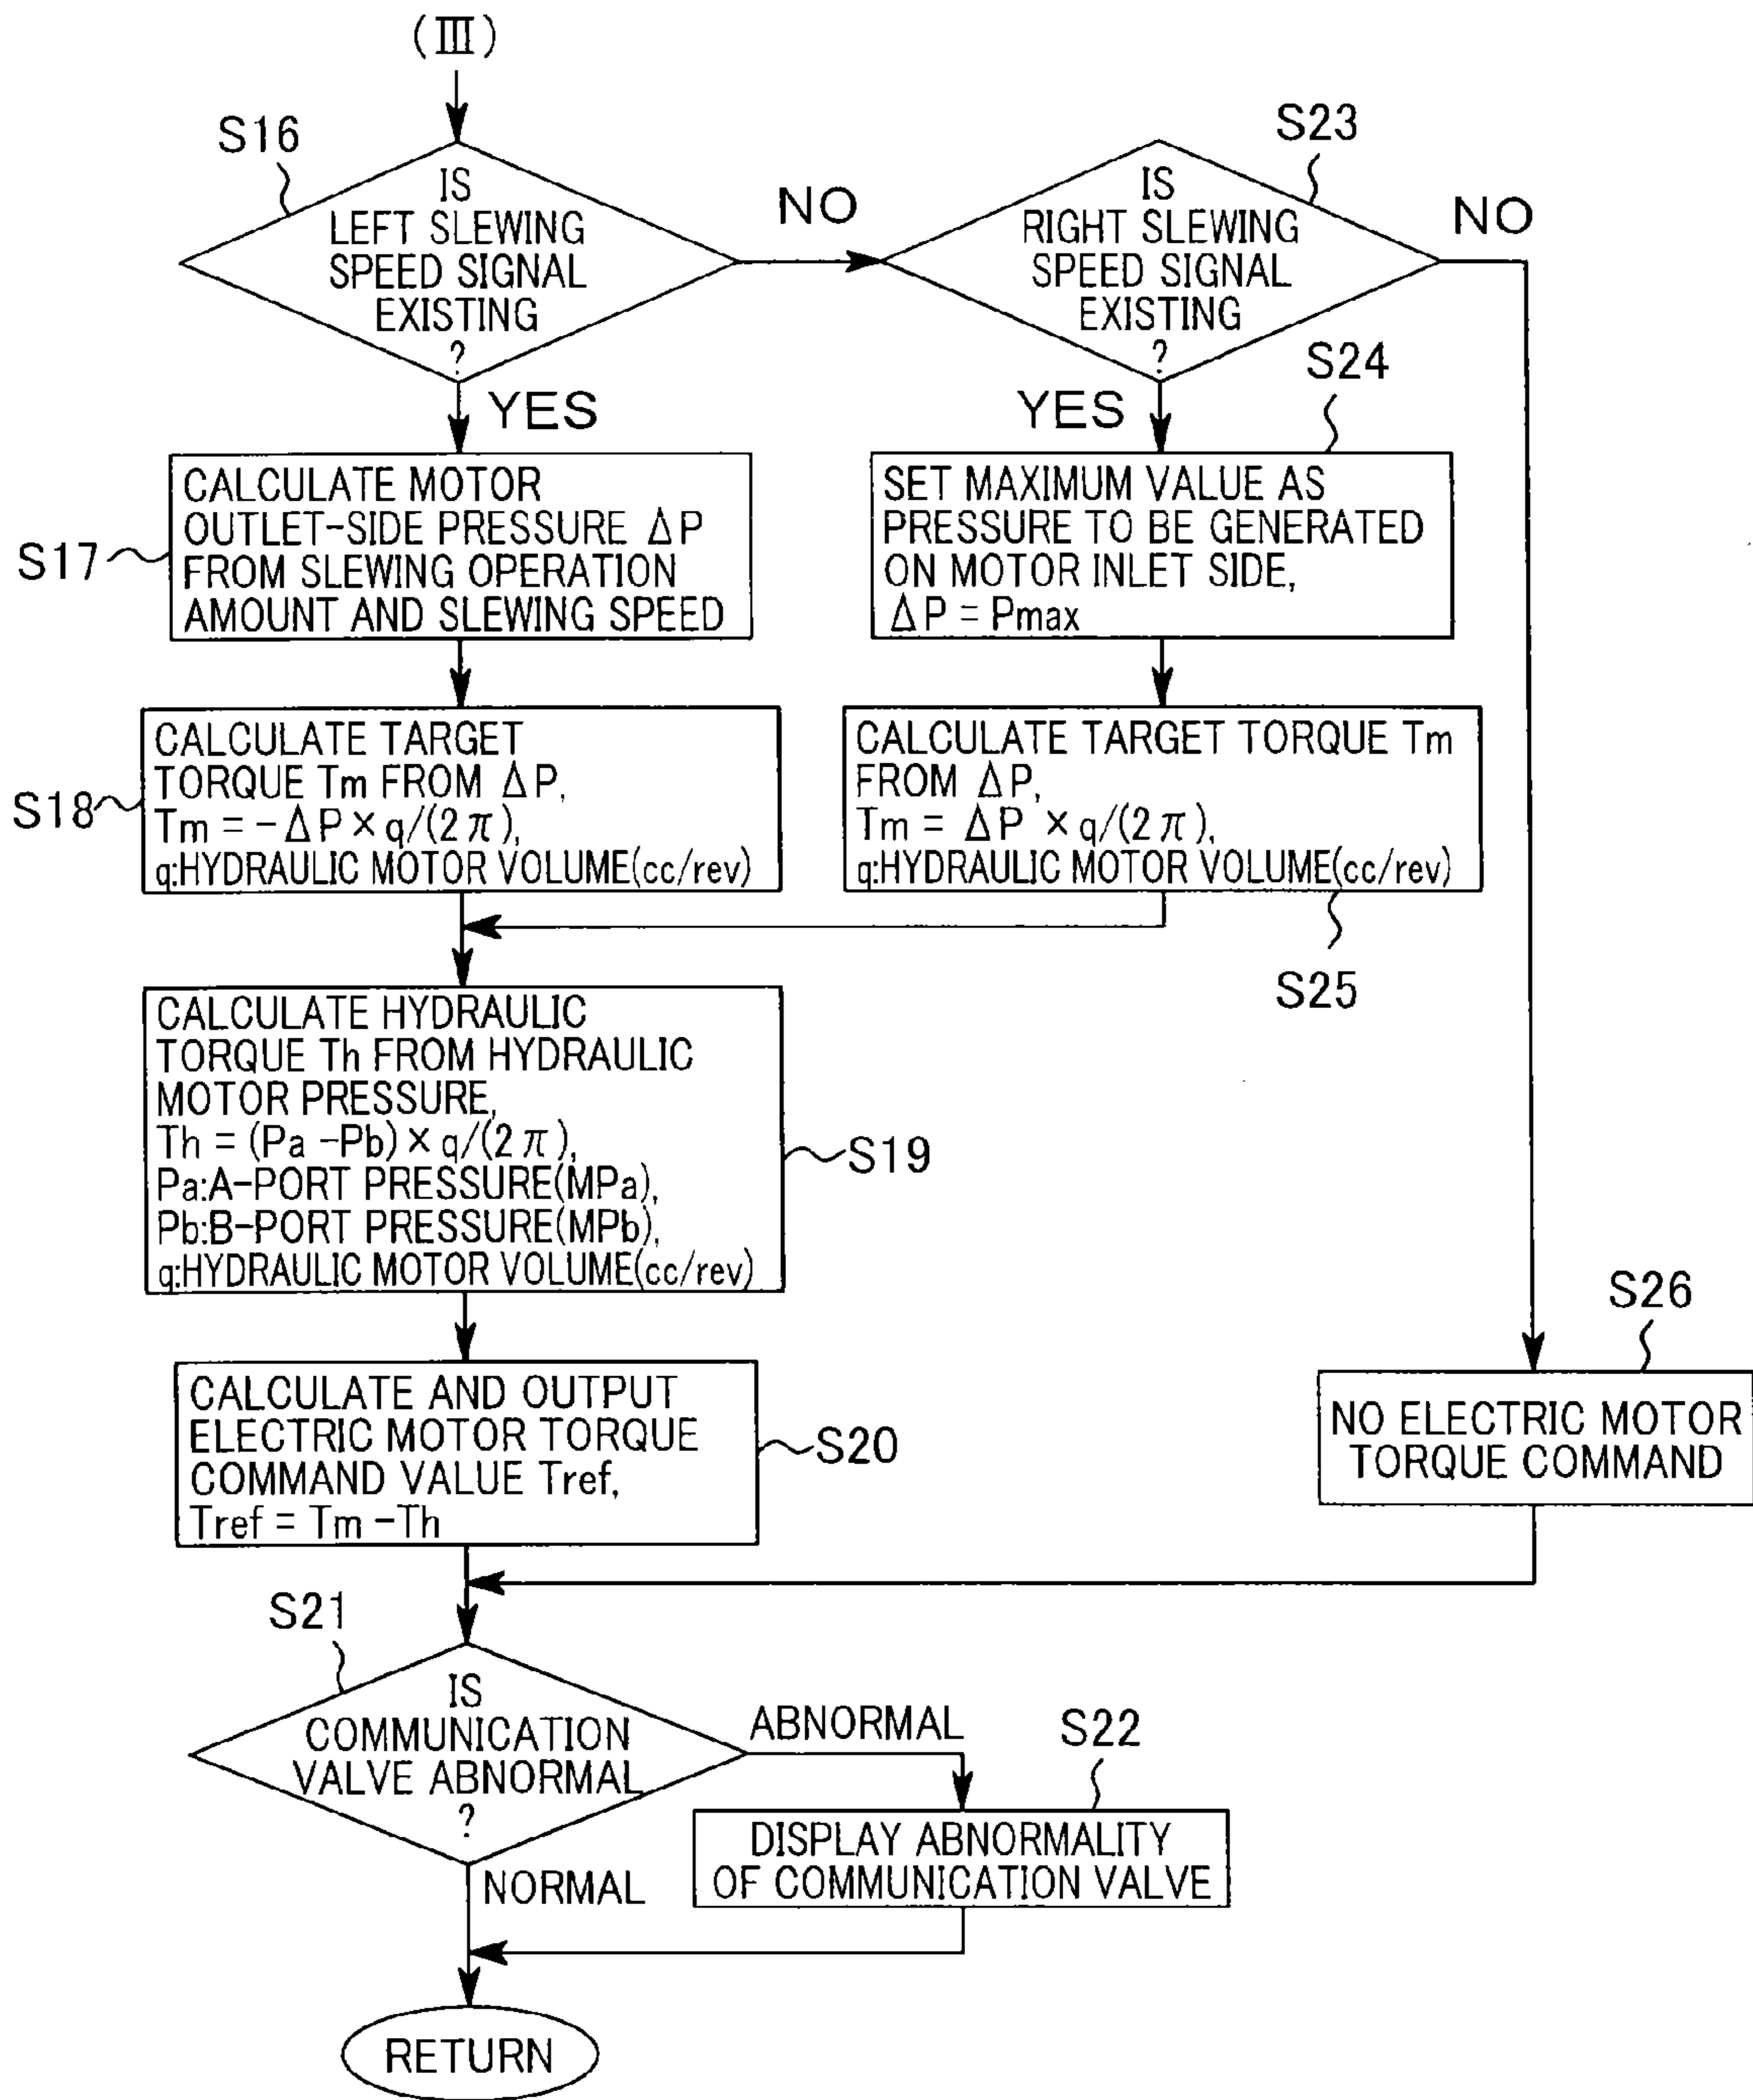 (III)
S16
IS
LEFT SLEWING
SPEED SIGNAL
EXISTING
?
NO
YES
S23
IS
RIGHT SLEWING
SPEED SIGNAL
EXISTING
?
NO
YES
S17
CALCULATE MOTOR
OUTLET-SIDE PRESSURE ΔP
FROM SLEWING OPERATION
AMOUNT AND SLEWING SPEED
S24
SET MAXIMUM VALUE AS
PRESSURE TO BE GENERATED
ON MOTOR INLET SIDE,
ΔP = Pmax
S18
CALCULATE TARGET
TORQUE Tm FROM ΔP,
Tm = -ΔP × q/(2π),
q:HYDRAULIC MOTOR VOLUME(cc/rev)
CALCULATE TARGET TORQUE Tm
FROM ΔP,
Tm = ΔP × q/(2π),
q:HYDRAULIC MOTOR VOLUME(cc/rev)
S25
CALCULATE HYDRAULIC
TORQUE Th FROM HYDRAULIC
MOTOR PRESSURE,
Th = (Pa -Pb) × q/(2π),
Pa:A-PORT PRESSURE(MPa),
Pb:B-PORT PRESSURE(MPb),
q:HYDRAULIC MOTOR VOLUME(cc/rev)
S19
CALCULATE AND OUTPUT
ELECTRIC MOTOR TORQUE
COMMAND VALUE Tref,
Tref = Tm -Th
S20
S26
NO ELECTRIC MOTOR
TORQUE COMMAND
S21
IS
COMMUNICATION
VALVE ABNORMAL
?
ABNORMAL
NORMAL
S22
DISPLAY ABNORMALITY
OF COMMUNICATION VALVE
RETURN